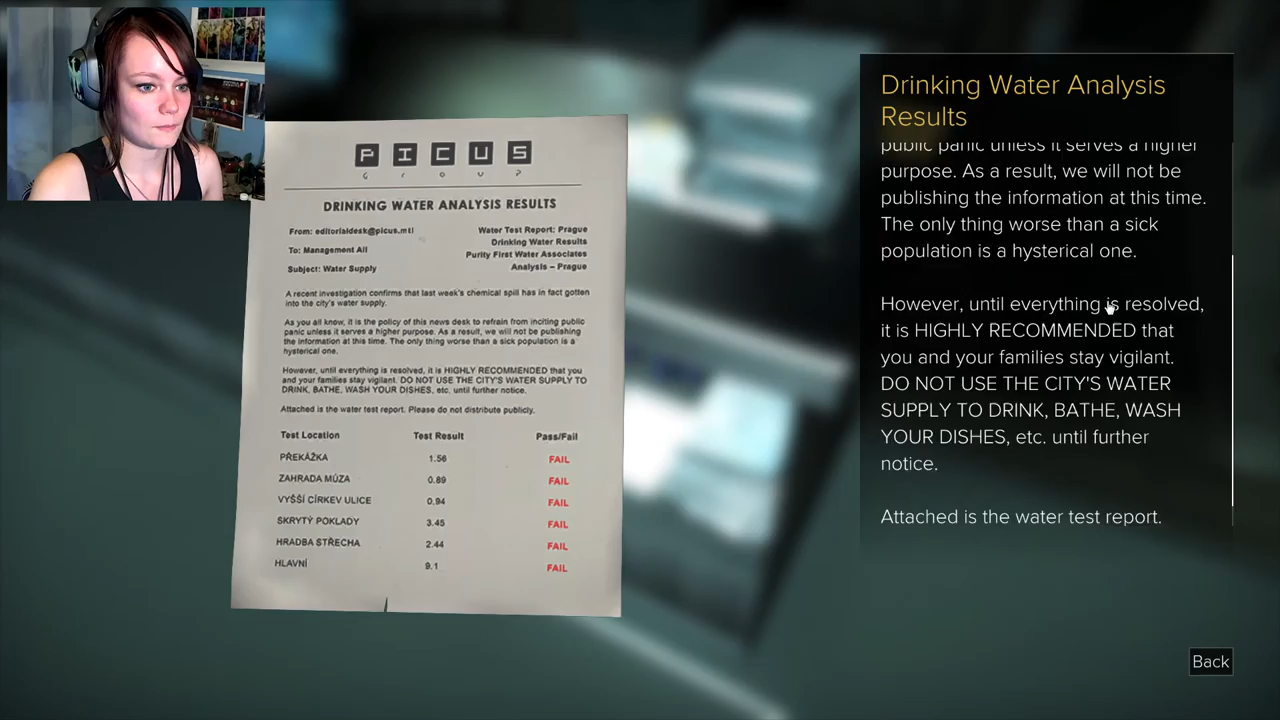 PICUS
GROUP
DRINKING WATER ANALYSIS RESULTS
From: editorialdesk@picus.mtl
To: Management All
Subject: Water Supply
Water Test Report: Prague
Drinking Water Results
Purity First Water Associates
Analysis – Prague
A recent investigation confirms that last week's chemical spill has in fact gotten
into the city's water supply.
As you all know, it is the policy of this news desk to refrain from inciting public
panic unless it serves a higher purpose. As a result, we will not be publishing
the information at this time. The only thing worse than a sick population is a
hysterical one.
However, until everything is resolved, it is HIGHLY RECOMMENDED that you
and your families stay vigilant. DO NOT USE THE CITY'S WATER SUPPLY TO
DRINK, BATHE, WASH YOUR DISHES, etc. until further notice.
Attached is the water test report. Please do not distribute publicly.
Test Location Test Result Pass/Fail
PŘEKÁŽKA 1.56 FAIL
ZAHRADA MÚZA 0.89 FAIL
VYŠŠÍ CÍRKEV ULICE 0.94 FAIL
SKRYTÝ POKLADY 3.45 FAIL
HRADBA STŘECHA 2.44 FAIL
HLAVNÍ 9.1 FAIL
Drinking Water Analysis
Results
public panic unless it serves a higher
purpose. As a result, we will not be
publishing the information at this time.
The only thing worse than a sick
population is a hysterical one.
However, until everything is resolved,
it is HIGHLY RECOMMENDED that
you and your families stay vigilant.
DO NOT USE THE CITY'S WATER
SUPPLY TO DRINK, BATHE, WASH
YOUR DISHES, etc. until further
notice.
Attached is the water test report.
Back